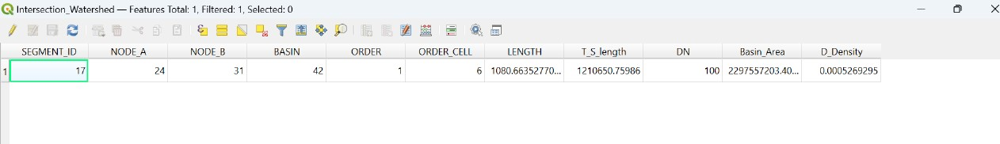 Intersection_Watershed — Features Total: 1, Filtered: 1, Selected: 0
SEGMENT_ID NODE_A NODE_B BASIN ORDER ORDER_CELL LENGTH T_S_length DN Basin_Area D_Density
1 17 24 31 42 1 6 1080.66352770... 1210650.75986 100 2297557203.40... 0.0005269295